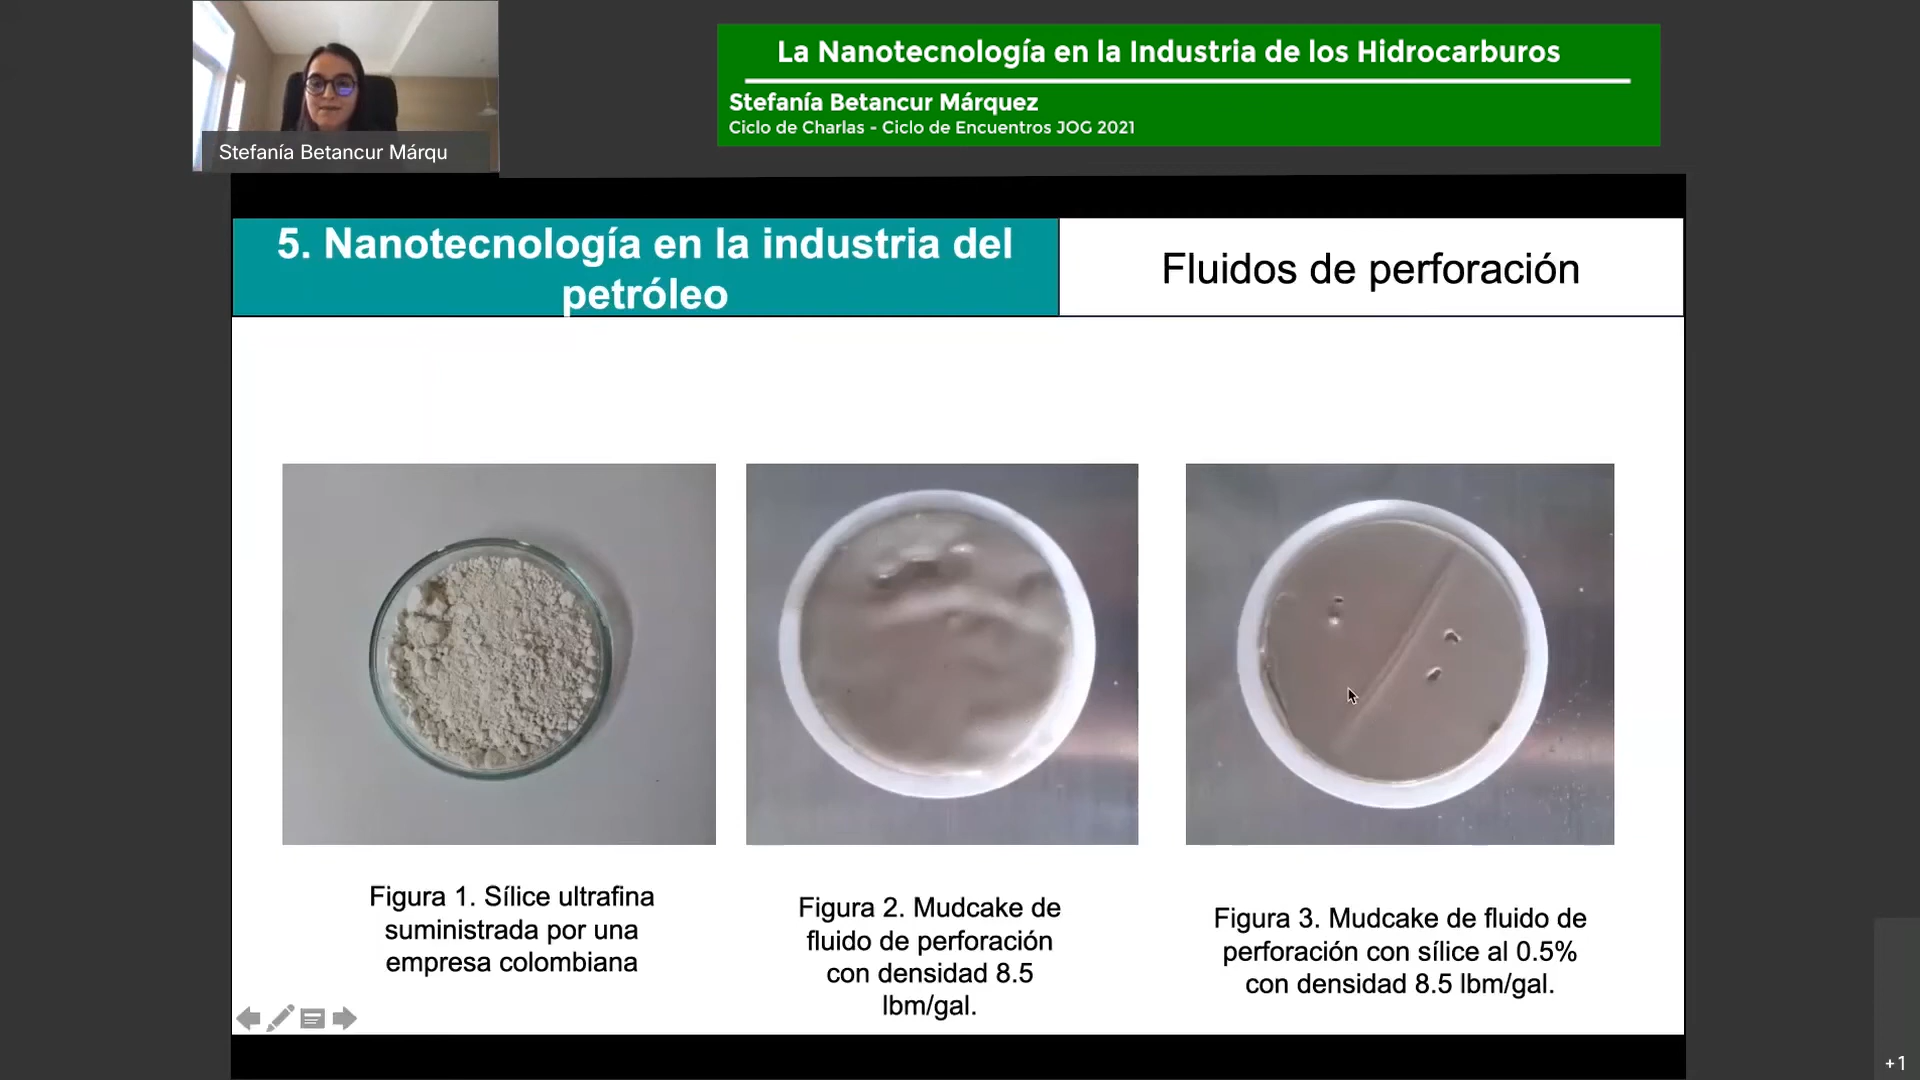 La Nanotecnología en la Industria de los Hidrocarburos
Stefanía Betancur Márquez
Ciclo de Charlas - Ciclo de Encuentros JOG 2021
Stefanía Betancur Márqu
5. Nanotecnología en la industria del
petróleo
Fluidos de perforación
Figura 1. Sílice ultrafina
suministrada por una
empresa colombiana
Figura 2. Mudcake de
fluido de perforación
con densidad 8.5
lbm/gal.
Figura 3. Mudcake de fluido de
perforación con sílice al 0.5%
con densidad 8.5 lbm/gal.
+1